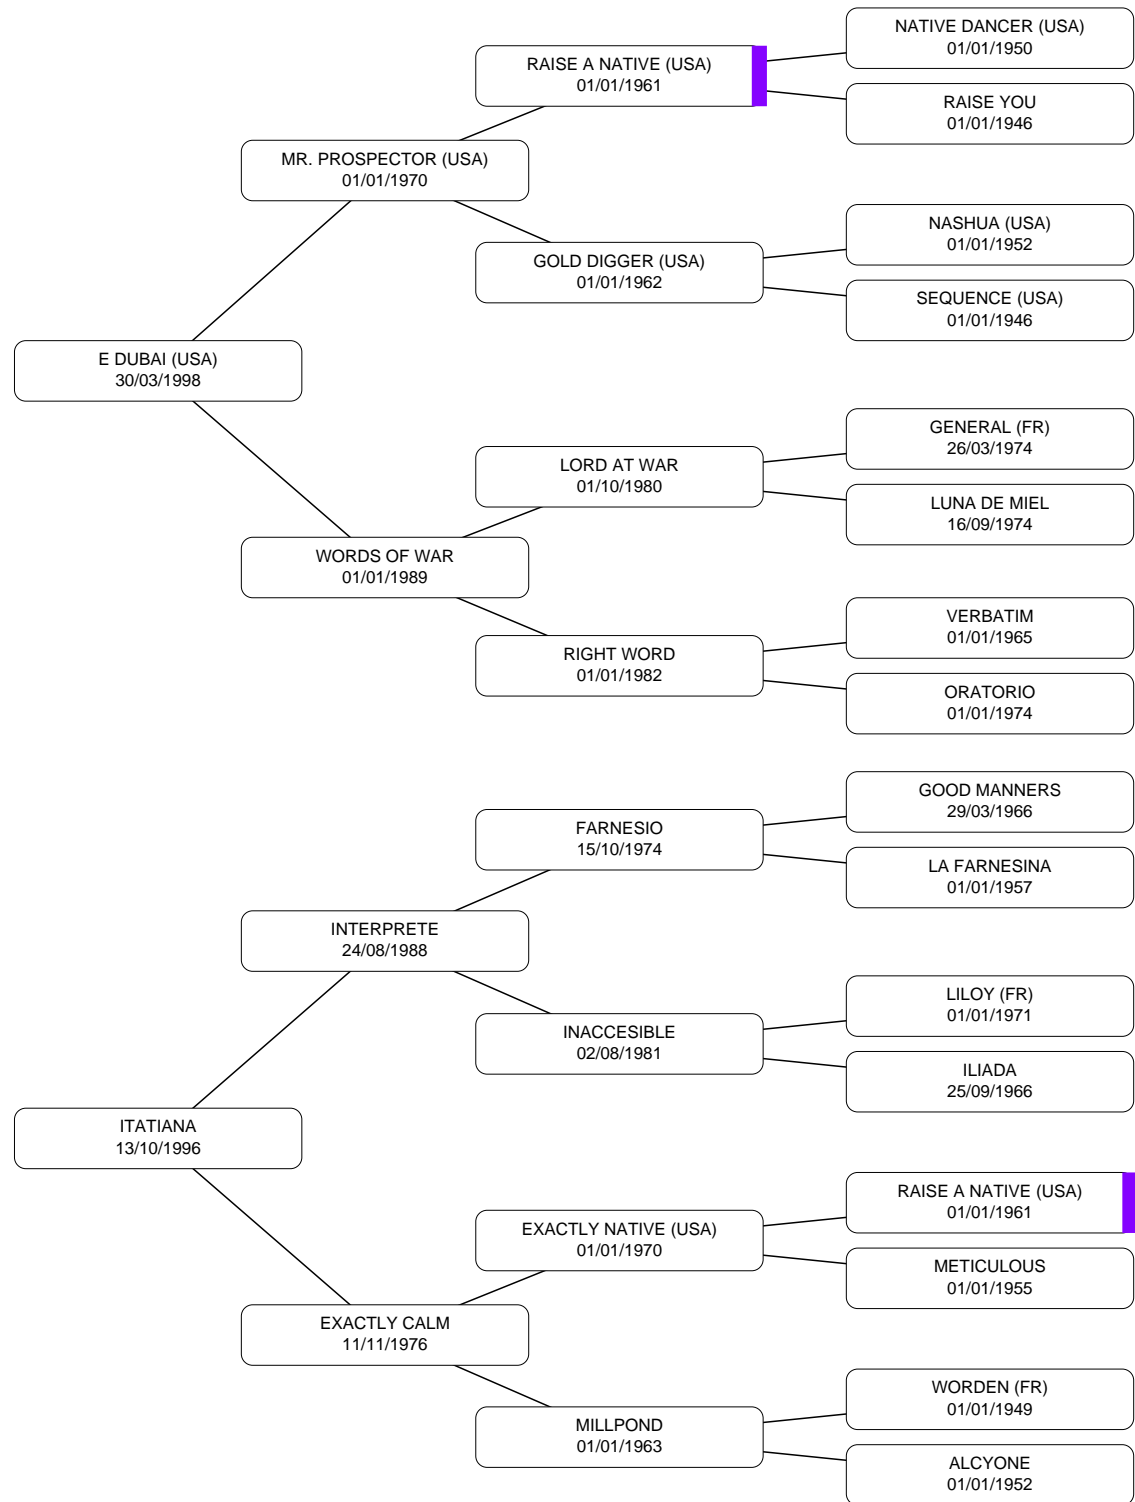 NATIVE DANCER (USA)
01/01/1950
RAISE A NATIVE (USA)
01/01/1961
RAISE YOU
01/01/1946
MR. PROSPECTOR (USA)
01/01/1970
NASHUA (USA)
01/01/1952
GOLD DIGGER (USA)
01/01/1962
SEQUENCE (USA)
01/01/1946
E DUBAI (USA)
30/03/1998
GENERAL (FR)
26/03/1974
LORD AT WAR
01/10/1980
LUNA DE MIEL
16/09/1974
WORDS OF WAR
01/01/1989
VERBATIM
01/01/1965
RIGHT WORD
01/01/1982
ORATORIO
01/01/1974
GOOD MANNERS
29/03/1966
FARNESIO
15/10/1974
LA FARNESINA
01/01/1957
INTERPRETE
24/08/1988
LILOY (FR)
01/01/1971
INACCESIBLE
02/08/1981
ILIADA
25/09/1966
ITATIANA
13/10/1996
RAISE A NATIVE (USA)
01/01/1961
EXACTLY NATIVE (USA)
01/01/1970
METICULOUS
01/01/1955
EXACTLY CALM
11/11/1976
WORDEN (FR)
01/01/1949
MILLPOND
01/01/1963
ALCYONE
01/01/1952